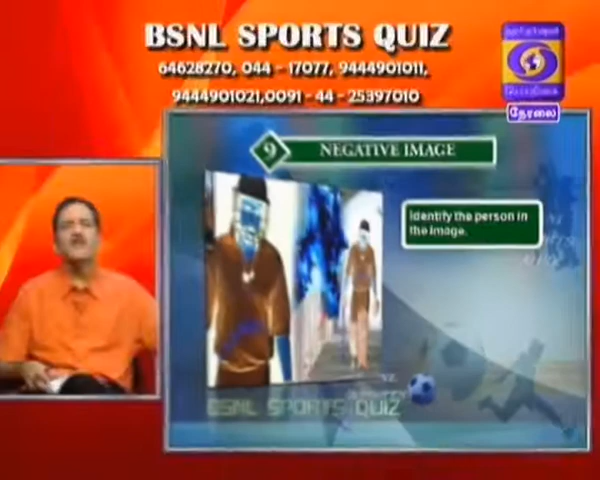 BSNL SPORTS QUIZ
64628270, 044 - 17077, 9444901011,
9444901021,0091 - 44 - 25397010
பொதிகை
நேரலை
9 NEGATIVE IMAGE
Identify the person in
the image.
BSNL SPORTS QUIZ